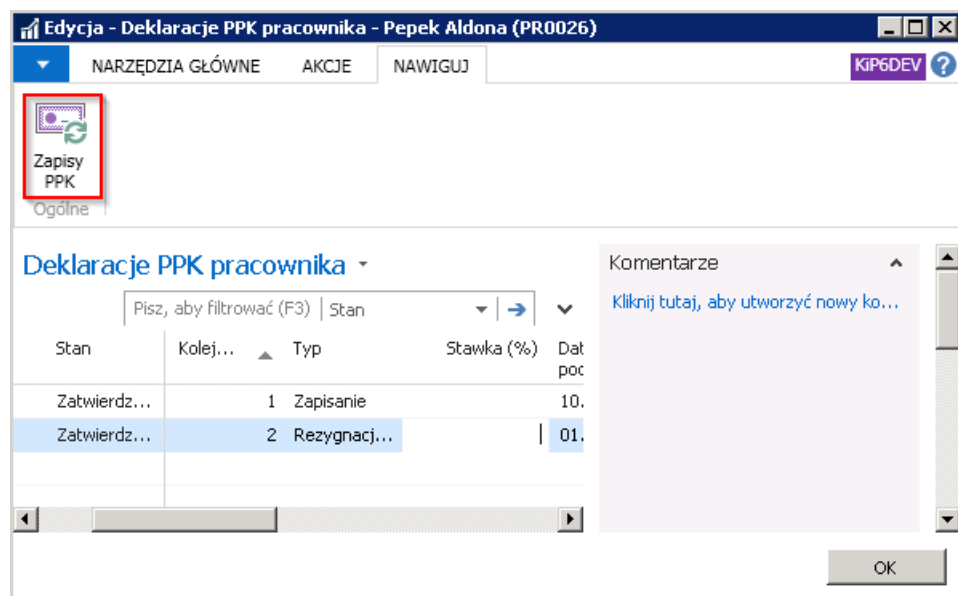 Edycja - Deklaracje PPK pracownika - Pepek Aldona (PR0026)
NARZĘDZIA GŁÓWNE AKCJE NAWIGUJ KiP6DEV ?
Zapisy
PPK
Ogólne
Deklaracje PPK pracownika
Pisz, aby filtrować (F3) Stan
Stan Kolej... Typ Stawka (%) Dat
poc
Zatwierdz... 1 Zapisanie 10.
Zatwierdz... 2 Rezygnacj... 01.
Komentarze
Kliknij tutaj, aby utworzyć nowy ko...
OK